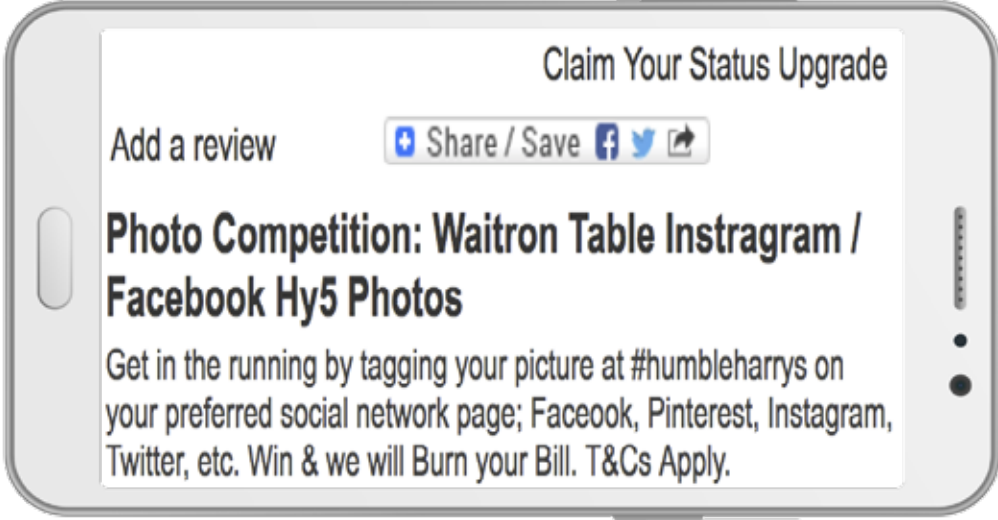 Claim Your Status Upgrade
Add a review
Share / Save
Photo Competition: Waitron Table Instragram /
Facebook Hy5 Photos
Get in the running by tagging your picture at #humbleharrys on
your preferred social network page; Faceook, Pinterest, Instagram,
Twitter, etc. Win & we will Burn your Bill. T&Cs Apply.